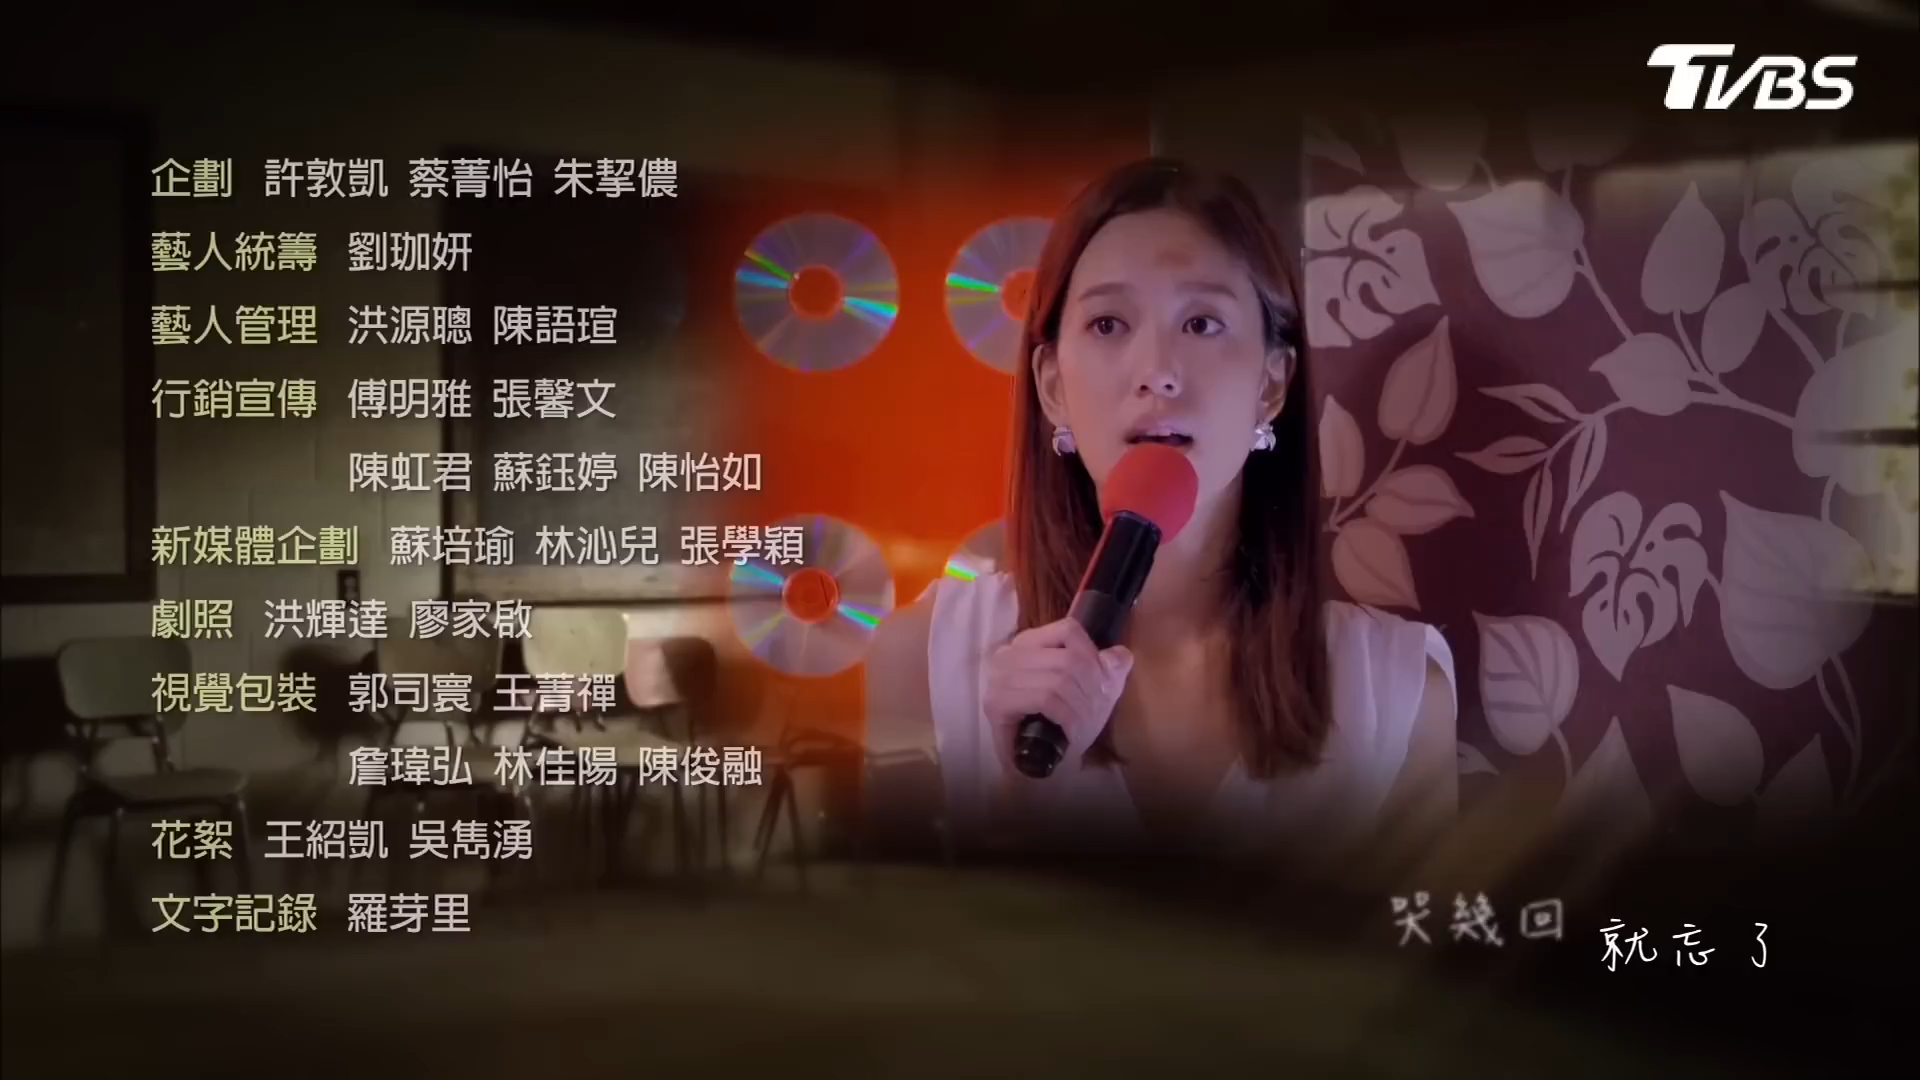 TVBS
企劃 許敦凱 蔡菁怡 朱挈儂
藝人統籌 劉珈妍
藝人管理 洪源聰 陳語瑄
行銷宣傳 傅明雅 張馨文
陳虹君 蘇鈺婷 陳怡如
新媒體企劃 蘇培瑜 林沁兒 張學穎
劇照 洪輝達 廖家啟
視覺包裝 郭司寰 王菁禪
詹瑋弘 林佳陽 陳俊融
花絮 王紹凱 吳雋湧
文字記錄 羅芽里
哭幾回 就忘了